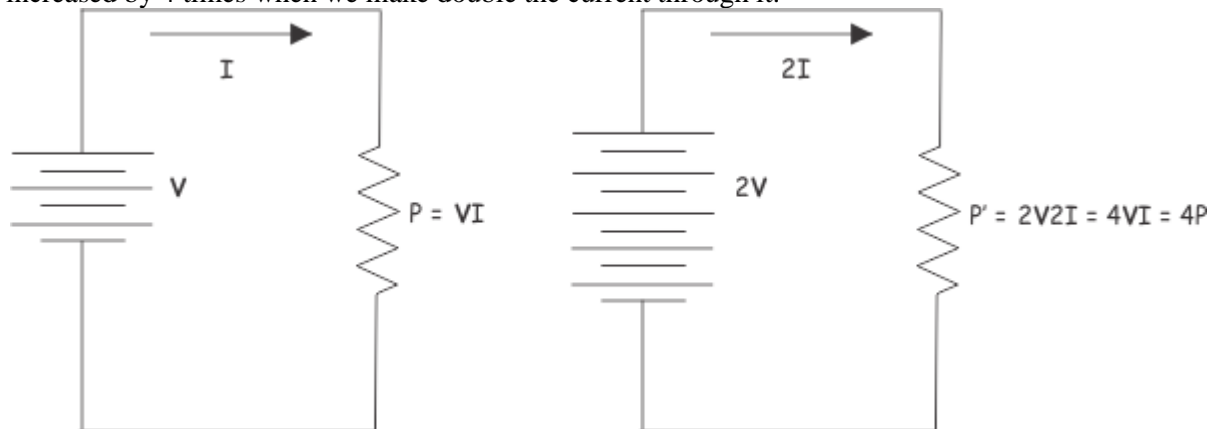 increased by 4 times when we make double the current through it.
I
2I
V
P = VI
2V
P' = 2V2I = 4VI = 4P